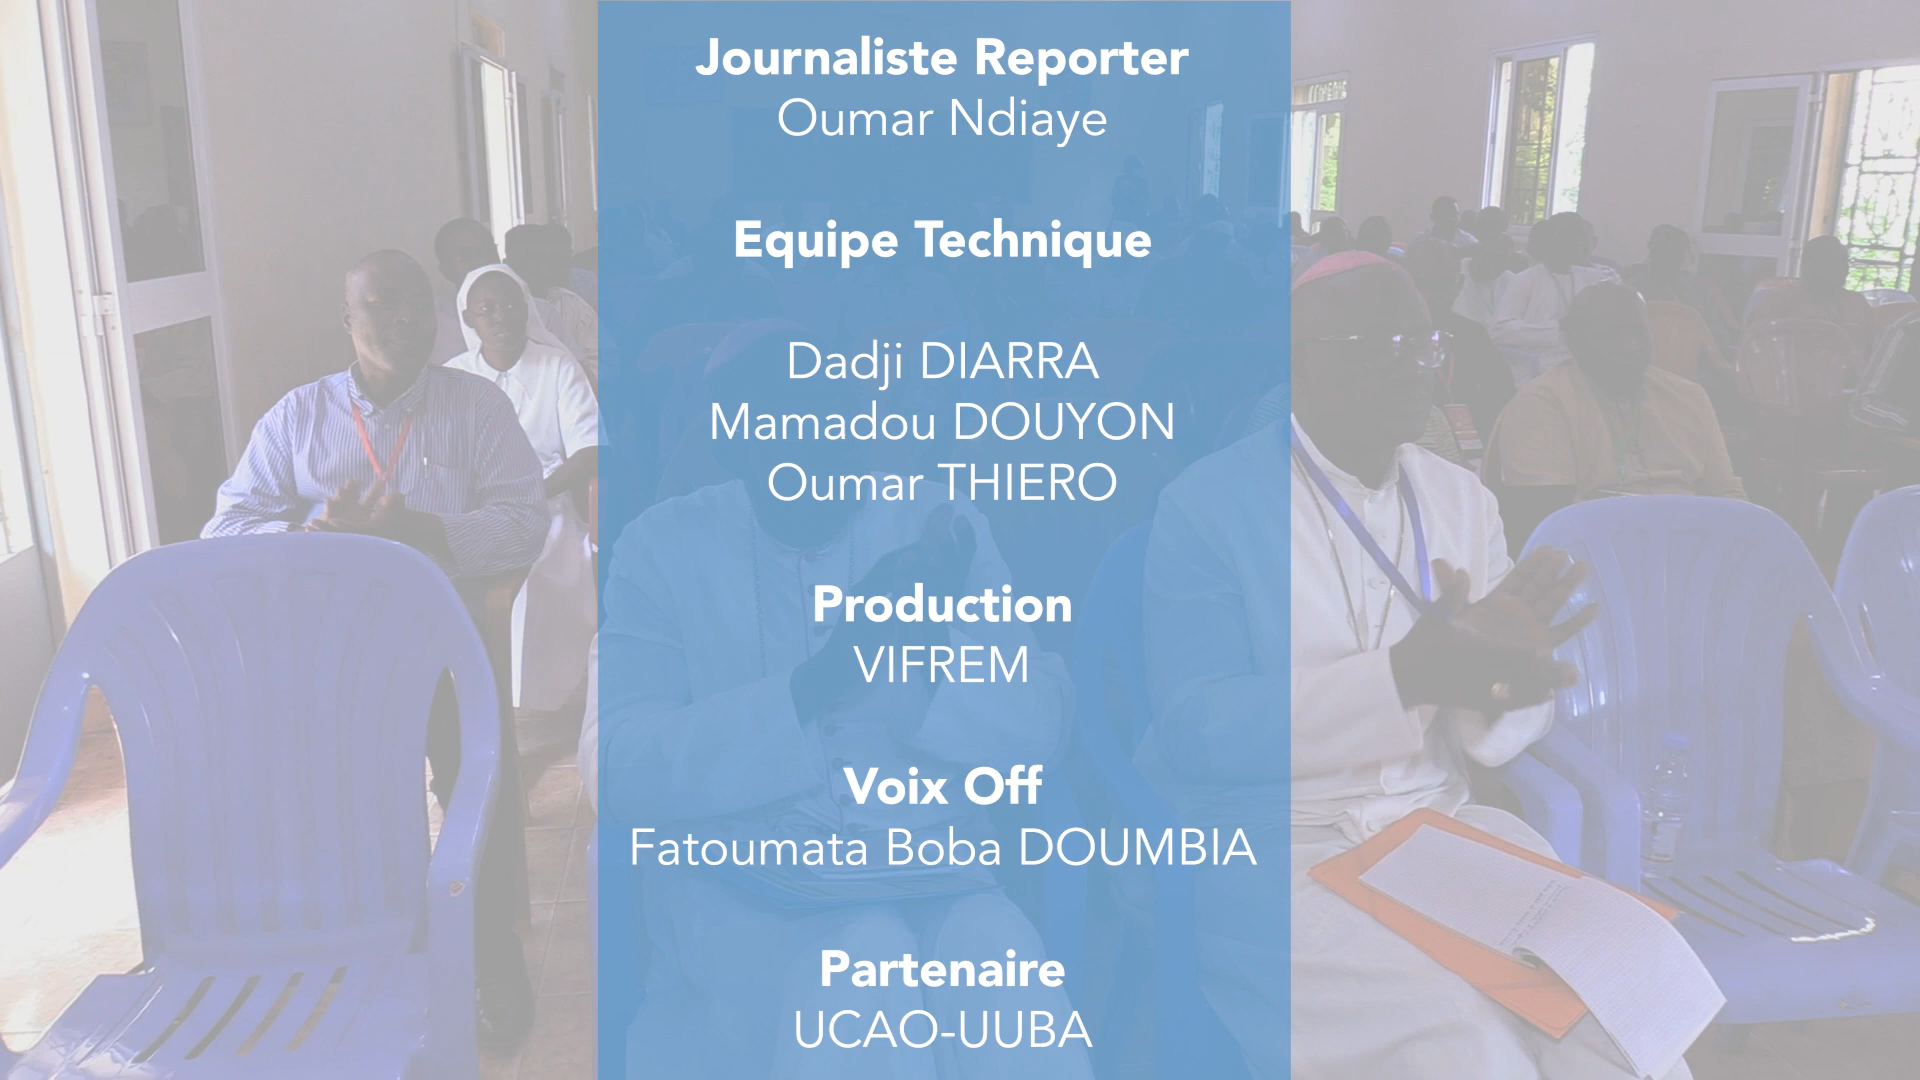 Journaliste Reporter
Oumar Ndiaye
Equipe Technique
Dadji DIARRA
Mamadou DOUYON
Oumar THIERO
Production
VIFREM
Voix Off
Fatoumata Boba DOUMBIA
Partenaire
UCAO-UUBA